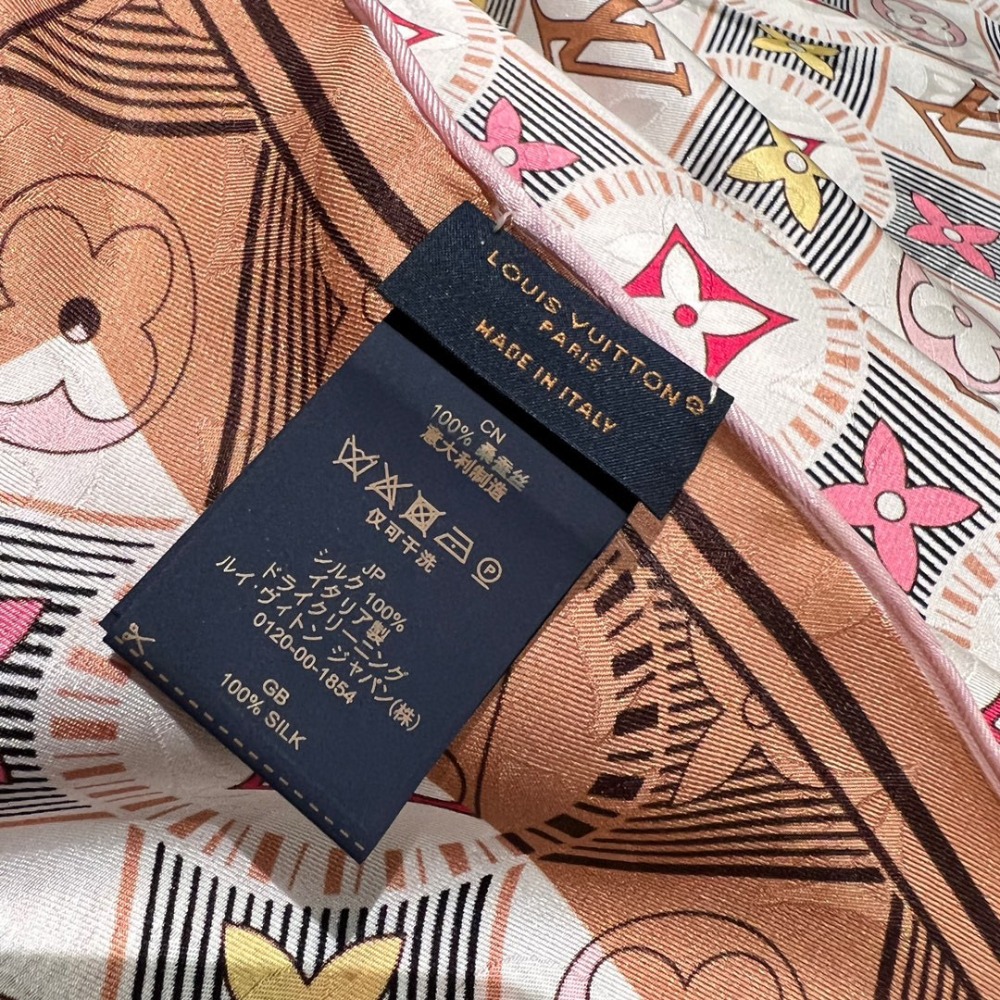 LOUIS VUITTON
PARIS
MADE IN ITALY
CN
100% 桑蚕丝
意大利制造
仅可干洗
JP
シルク 100%
イタリア製
ドライクリーニング
ルイ・ヴィトン ジャパン(株)
0120-00-1854
GB
100% SILK